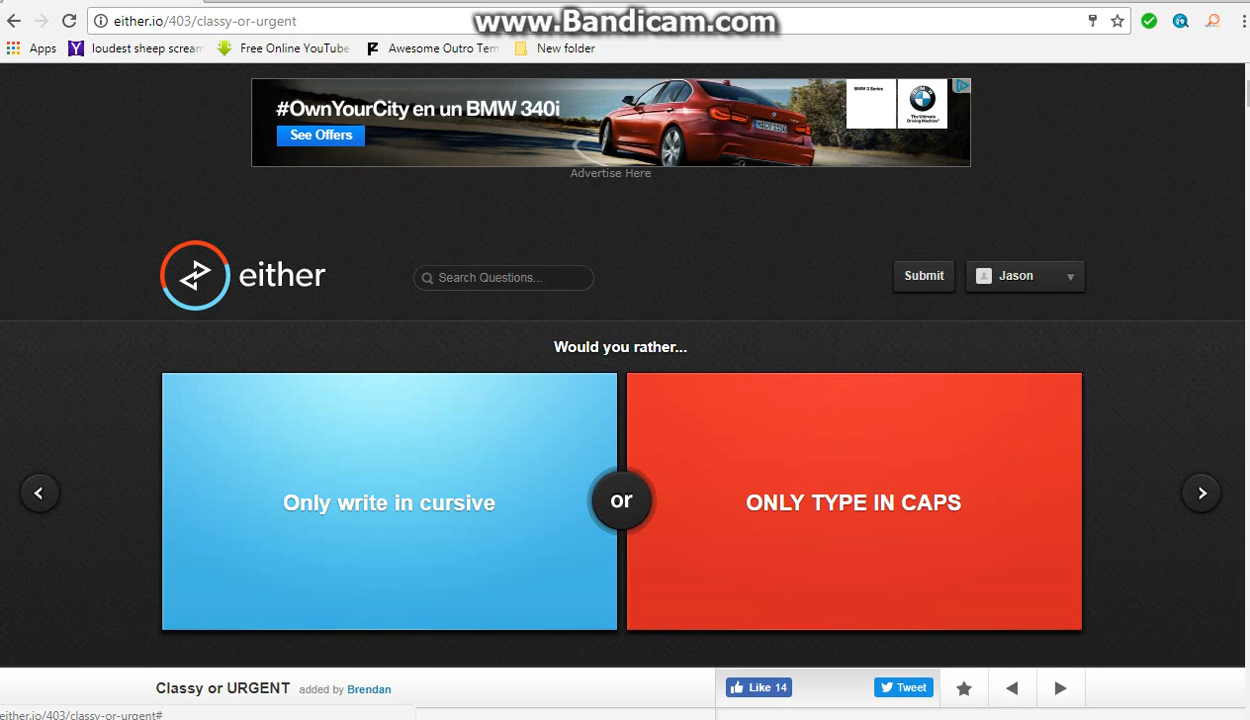 www.Bandicam.com
either.io/403/classy-or-urgent
Apps
loudest sheep scream
Free Online YouTube
Awesome Outro Tem
New folder
#OwnYourCity en un BMW 340i
See Offers
BMW 3 Series
The Ultimate
Driving Machine
Advertise Here
either
Search Questions...
Submit
Jason
Would you rather...
Only write in cursive
or
ONLY TYPE IN CAPS
Classy or URGENT added by Brendan
Like 14
Tweet
either.io/403/classy-or-urgent#